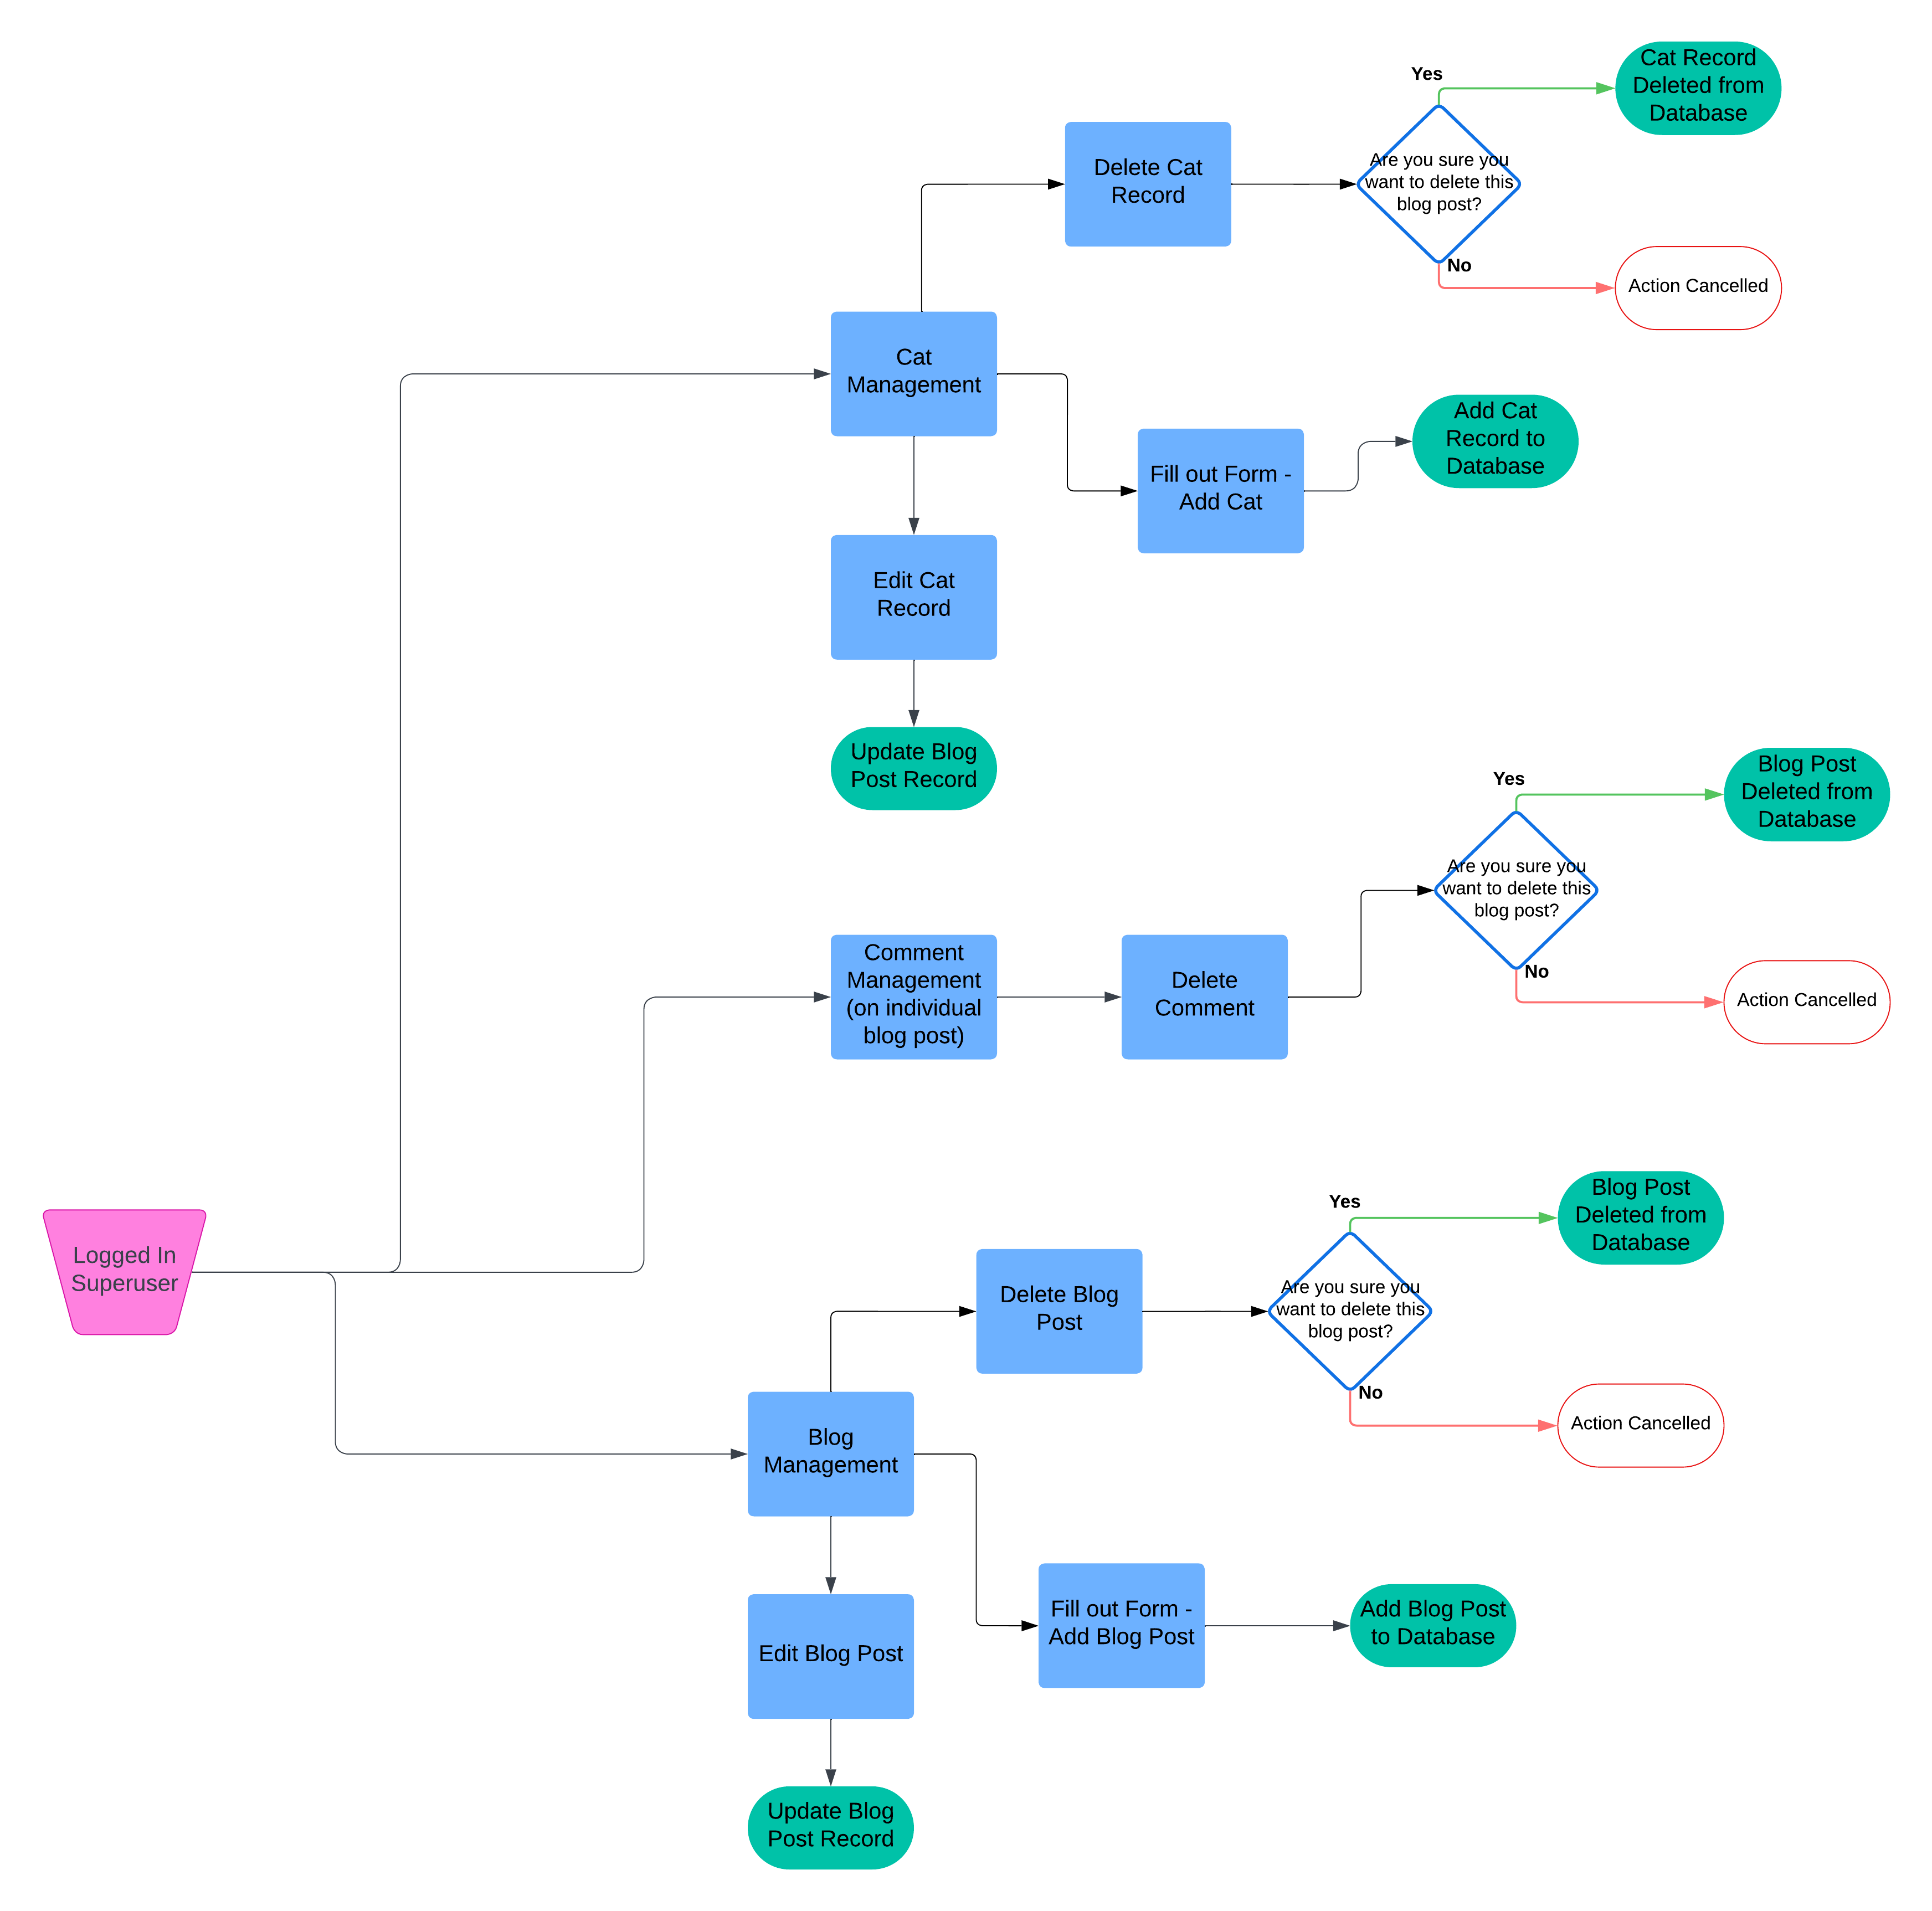 Yes
Cat Record
Deleted from
Database
Delete Cat
Record
Are you sure you
want to delete this
blog post?
No
Action Cancelled
Cat
Management
Fill out Form -
Add Cat
Add Cat
Record to
Database
Edit Cat
Record
Update Blog
Post Record
Yes
Blog Post
Deleted from
Database
Are you sure you
want to delete this
blog post?
No
Action Cancelled
Comment
Management
(on individual
blog post)
Delete
Comment
Logged In
Superuser
Yes
Blog Post
Deleted from
Database
Delete Blog
Post
Are you sure you
want to delete this
blog post?
No
Action Cancelled
Blog
Management
Fill out Form -
Add Blog Post
Add Blog Post
to Database
Edit Blog Post
Update Blog
Post Record